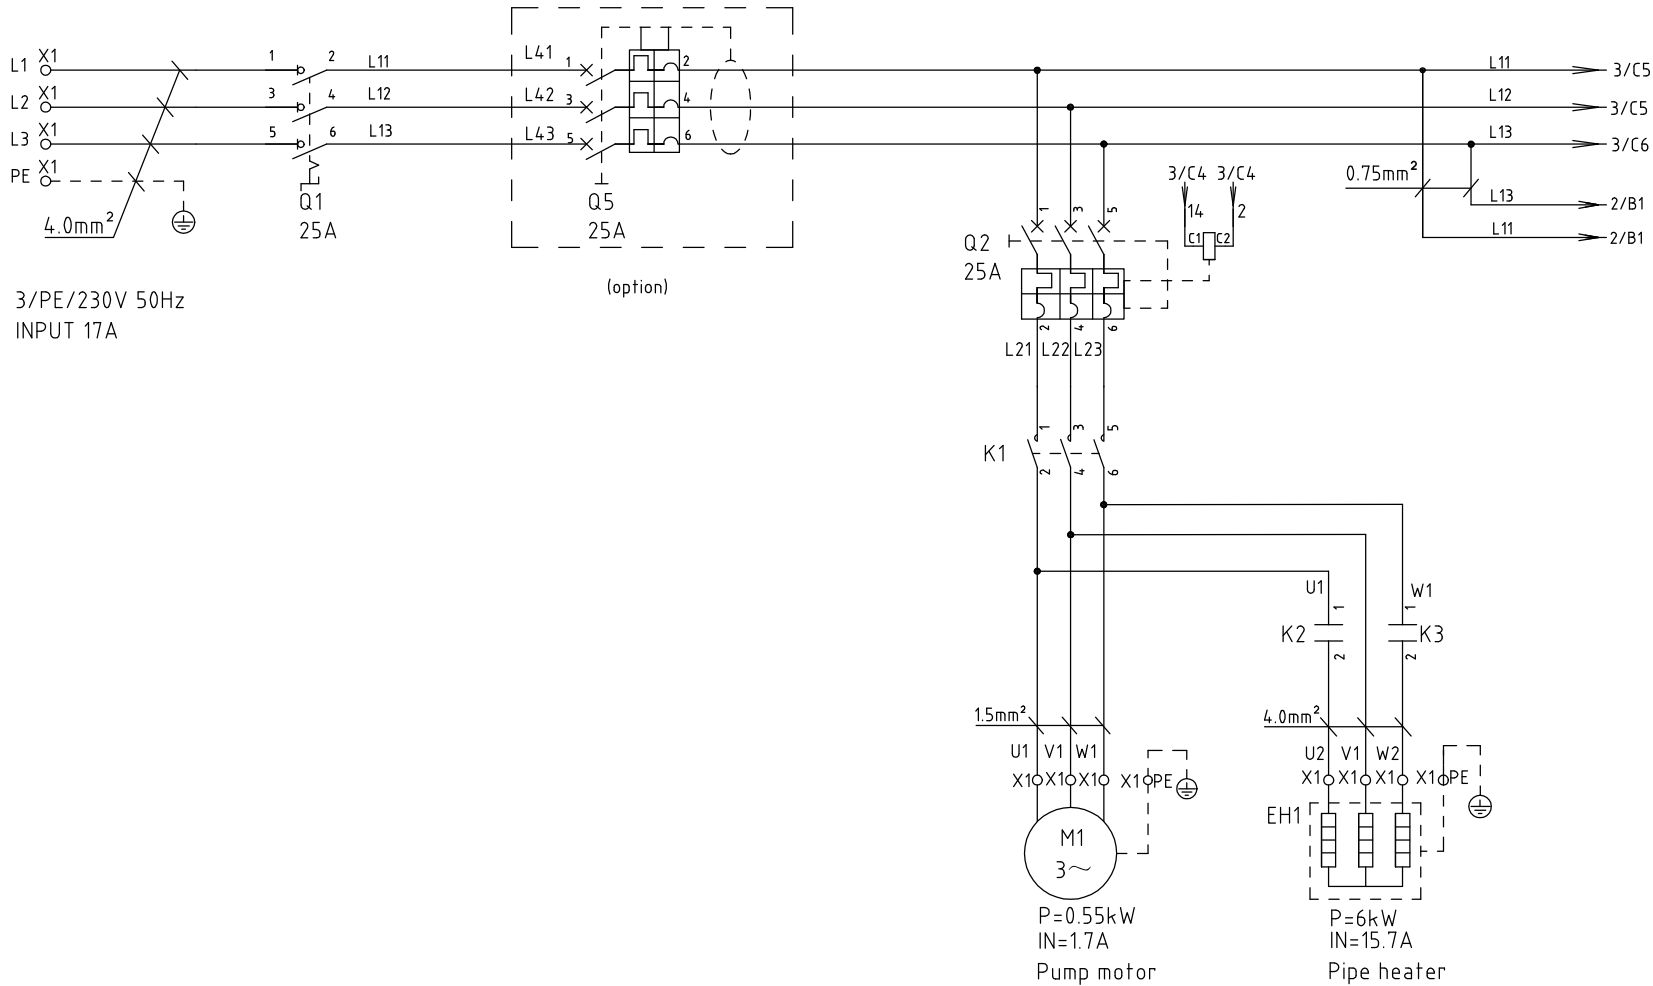 L1 X1 1 2 L11 L41 1 2 L11 3/C5
L2 X1 3 4 L12 L42 3 4 L12 3/C5
L3 X1 5 6 L13 L43 5 6 L13 3/C6
PE X1
4.0mm²
Q1
25A
Q5
25A
(option)
3/PE/230V 50Hz
INPUT 17A
3/C4 3/C4
14 2
C1 C2
0.75mm²
L13 2/B1
L11 2/B1
1 3 5
Q2
25A
2 4 6
L21 L22 L23
1 3 5
K1
2 4 6
U1 W1
1 1
K2 K3
2 2
1.5mm²
U1 V1 W1
X1 X1 X1 X1 PE
4.0mm²
U2 V1 W2
X1 X1 X1 X1 PE
M1
3~
EH1
P=0.55kW
IN=1.7A
Pump motor
P=6kW
IN=15.7A
Pipe heater